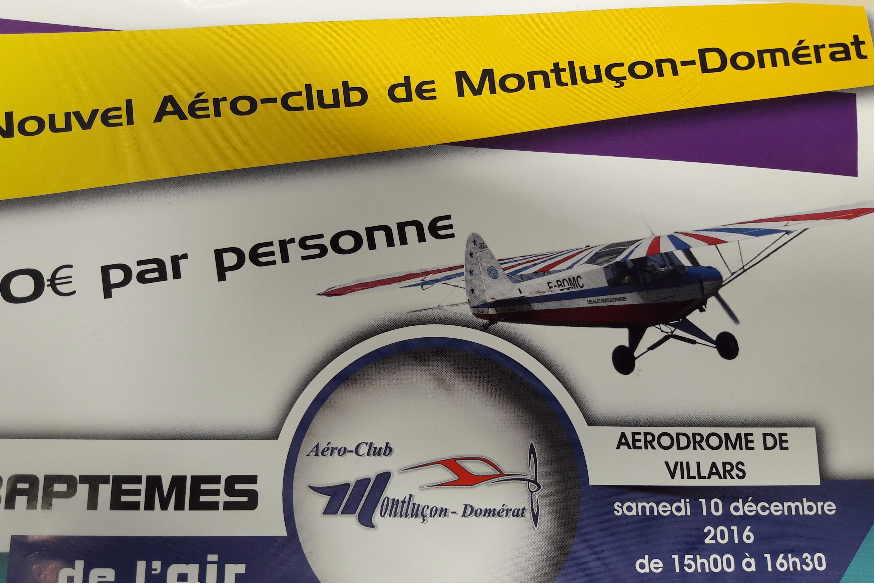 Nouvel Aéro-club de Montluçon-Domérat
0€ par personne
F-BOMC
Aéro-Club
Montluçon - Domérat
BAPTEMES
de l'air
AERODROME DE
VILLARS
samedi 10 décembre
2016
de 15h00 à 16h30